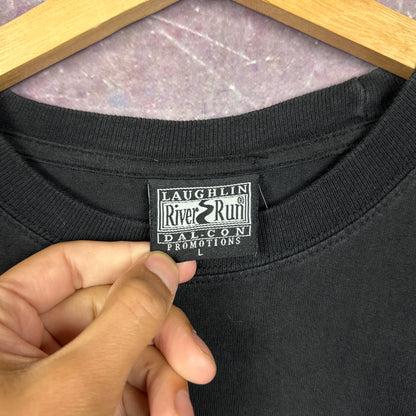 LAUGHLIN
River Run®
DAL-CON
PROMOTIONS
L